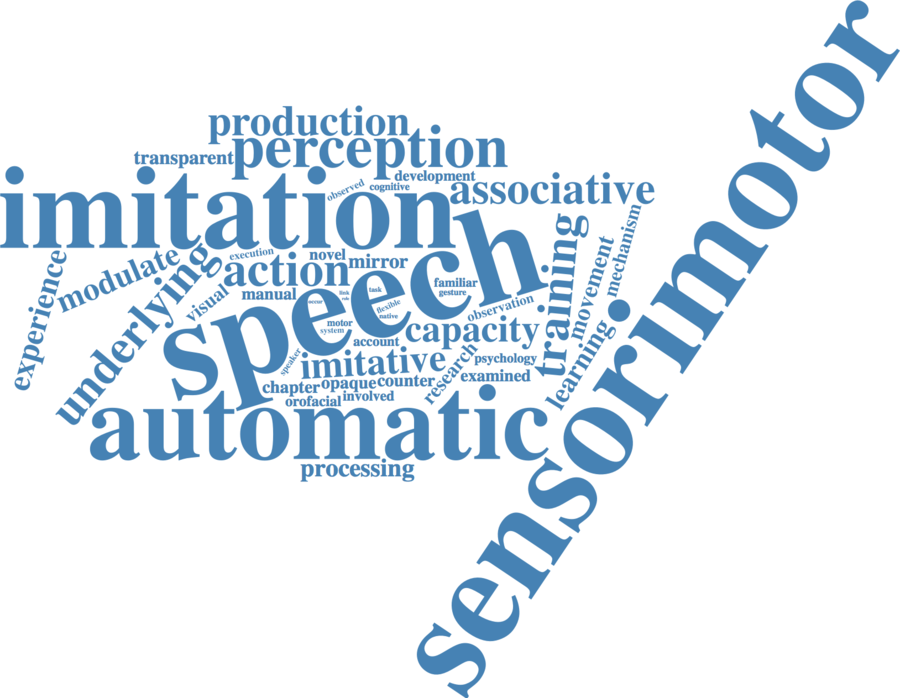 production
perception
transparent
development
imitation
observed
cognitive
associative
sensorimotor
speech
training
mechanism
movement
experience
modulate
underlying
execution
novel
mirror
action
visual
manual
occur
link
rule
task
flexible
native
familiar
gesture
observation
motor
system
account
capacity
learning
speaker
imitative
research
psychology
examined
chapter
opaque
counter
orofacial
involved
automatic
processing